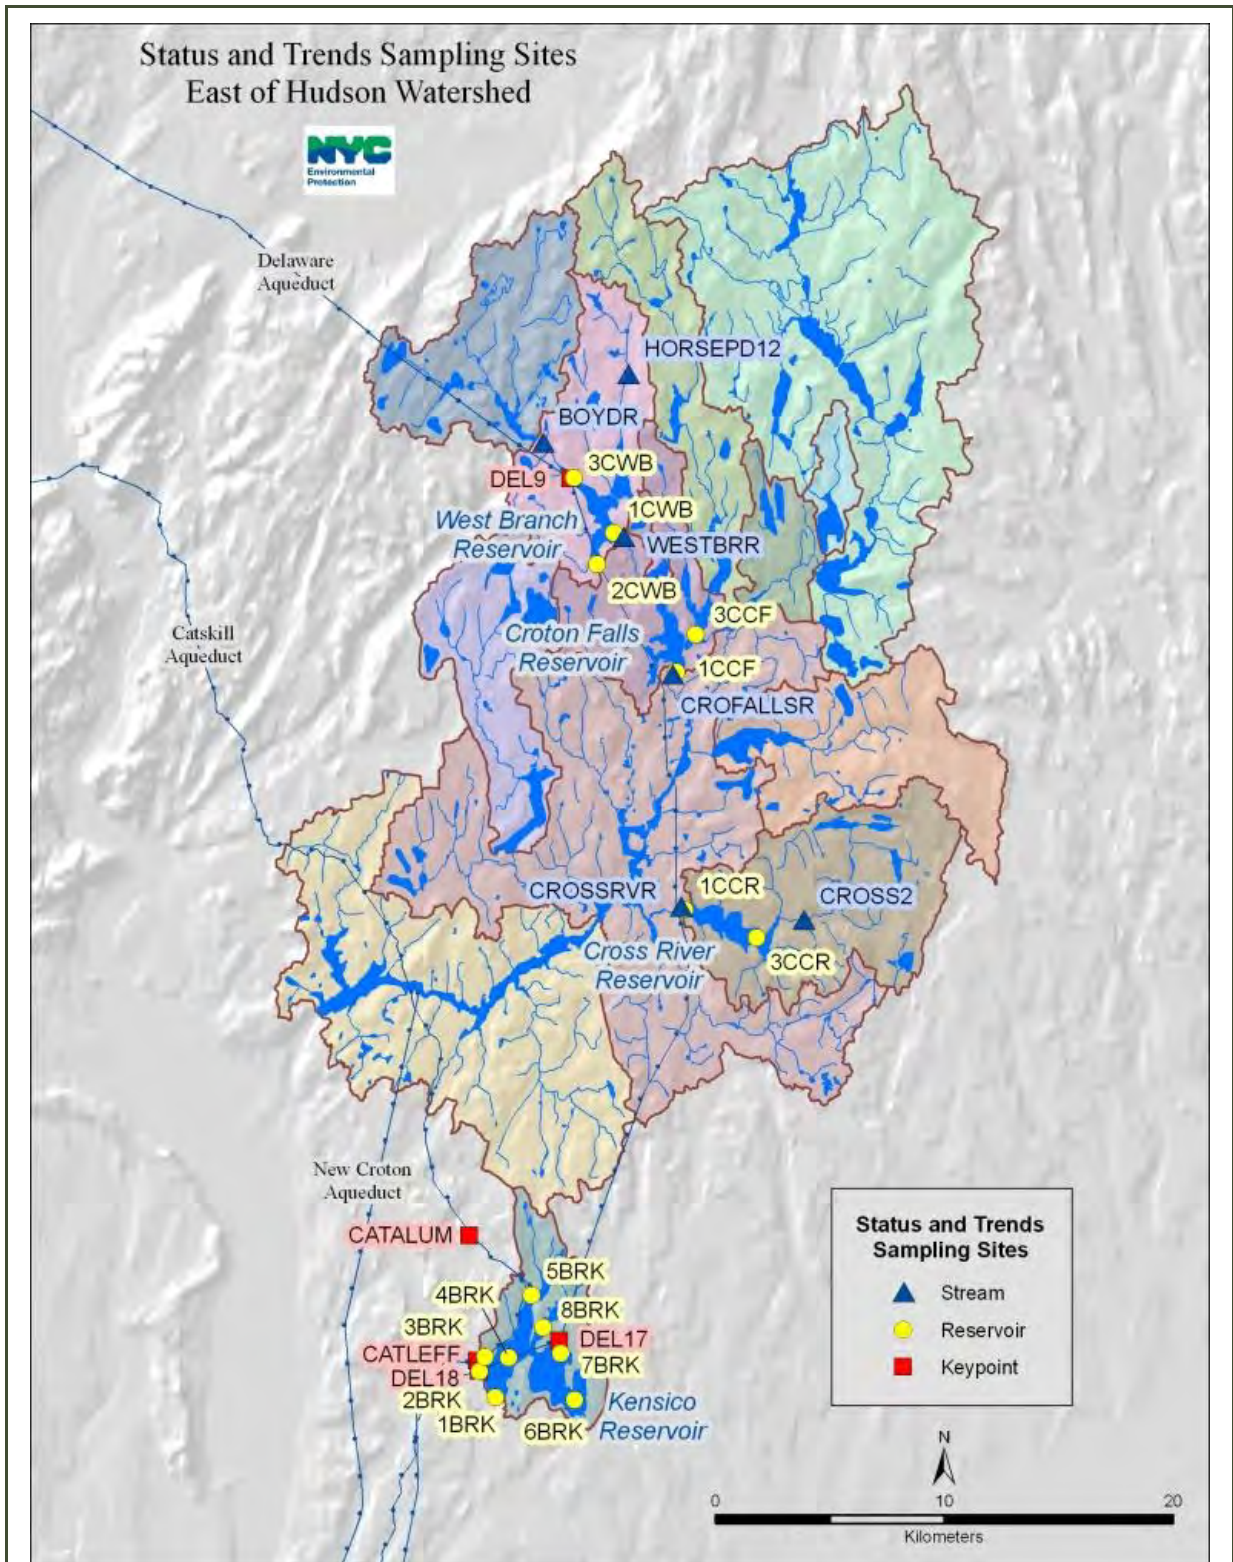 Status and Trends Sampling Sites
East of Hudson Watershed
NYC
Environmental
Protection
Delaware
Aqueduct
HORSEPD12
BOYDR
3CWB
DEL9
1CWB
West Branch
Reservoir
WESTBRR
2CWB
3CCF
Croton Falls
Reservoir
Catskill
Aqueduct
1CCF
CROFALLSR
CROSSRVR
1CCR
CROSS2
Cross River
Reservoir
3CCR
New Croton
Aqueduct
CATALUM
5BRK
4BRK
8BRK
3BRK
DEL17
CATLEFF
7BRK
DEL18
2BRK
1BRK
6BRK
Kensico
Reservoir
Status and Trends
Sampling Sites
Stream
Reservoir
Keypoint
N
0 10 20
Kilometers